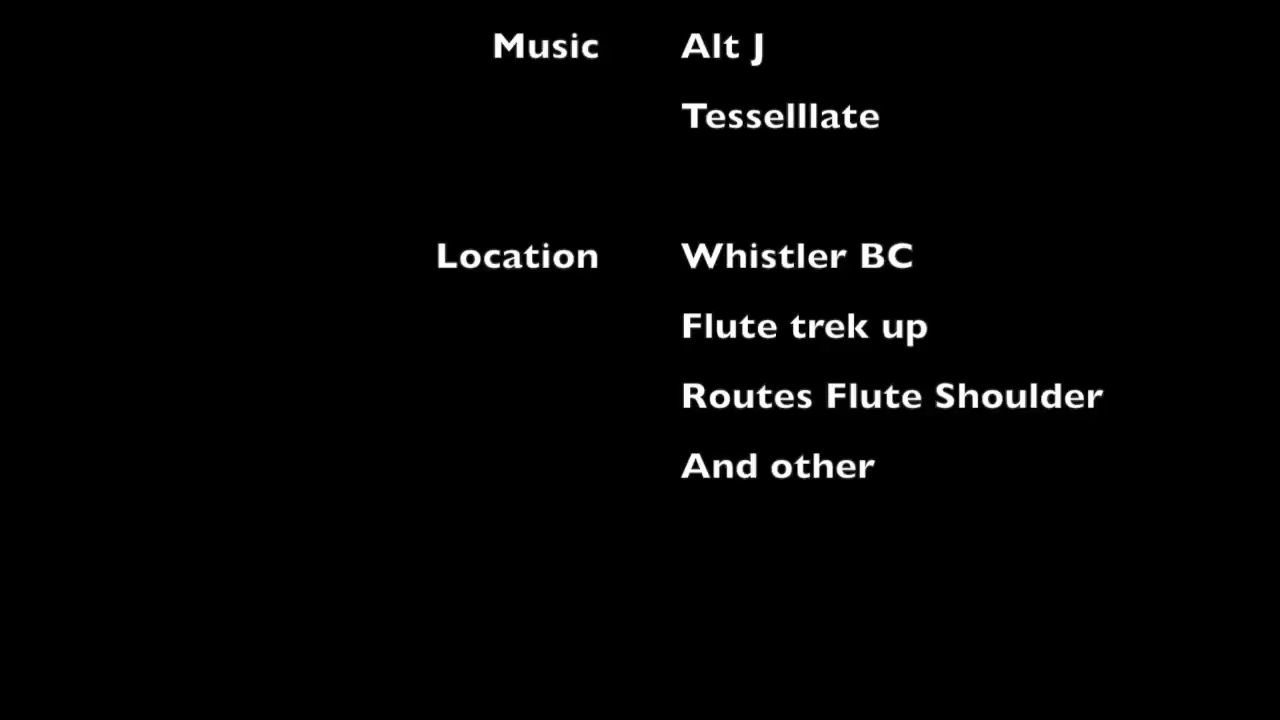 Music Alt J
Tesselllate
Location Whistler BC
Flute trek up
Routes Flute Shoulder
And other